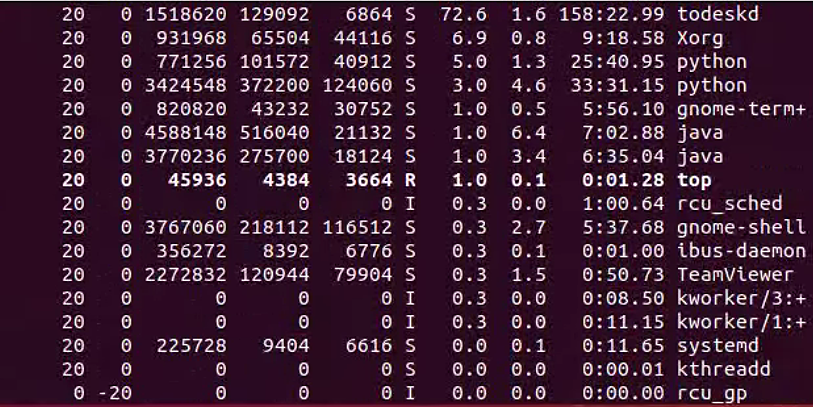 20 0 1518620 129092 6864 S 72.6 1.6 158:22.99 todeskd
20 0 931968 65504 44116 S 6.9 0.8 9:18.58 Xorg
20 0 771256 101572 40912 S 5.0 1.3 25:40.95 python
20 0 3424548 372200 124060 S 3.0 4.6 33:31.15 python
20 0 820820 43232 30752 S 1.0 0.5 5:56.10 gnome-term+
20 0 4588148 516040 21132 S 1.0 6.4 7:02.88 java
20 0 3770236 275700 18124 S 1.0 3.4 6:35.04 java
20 0 45936 4384 3664 R 1.0 0.1 0:01.28 top
20 0 0 0 0 I 0.3 0.0 1:00.64 rcu_sched
20 0 3767060 218112 116512 S 0.3 2.7 5:37.68 gnome-shell
20 0 356272 8392 6776 S 0.3 0.1 0:01.00 ibus-daemon
20 0 2272832 120944 79904 S 0.3 1.5 0:50.73 TeamViewer
20 0 0 0 0 I 0.3 0.0 0:08.50 kworker/3:+
20 0 0 0 0 I 0.3 0.0 0:11.15 kworker/1:+
20 0 225728 9404 6616 S 0.0 0.1 0:11.65 systemd
20 0 0 0 0 S 0.0 0.0 0:00.01 kthreadd
0 -20 0 0 0 I 0.0 0.0 0:00.00 rcu_gp